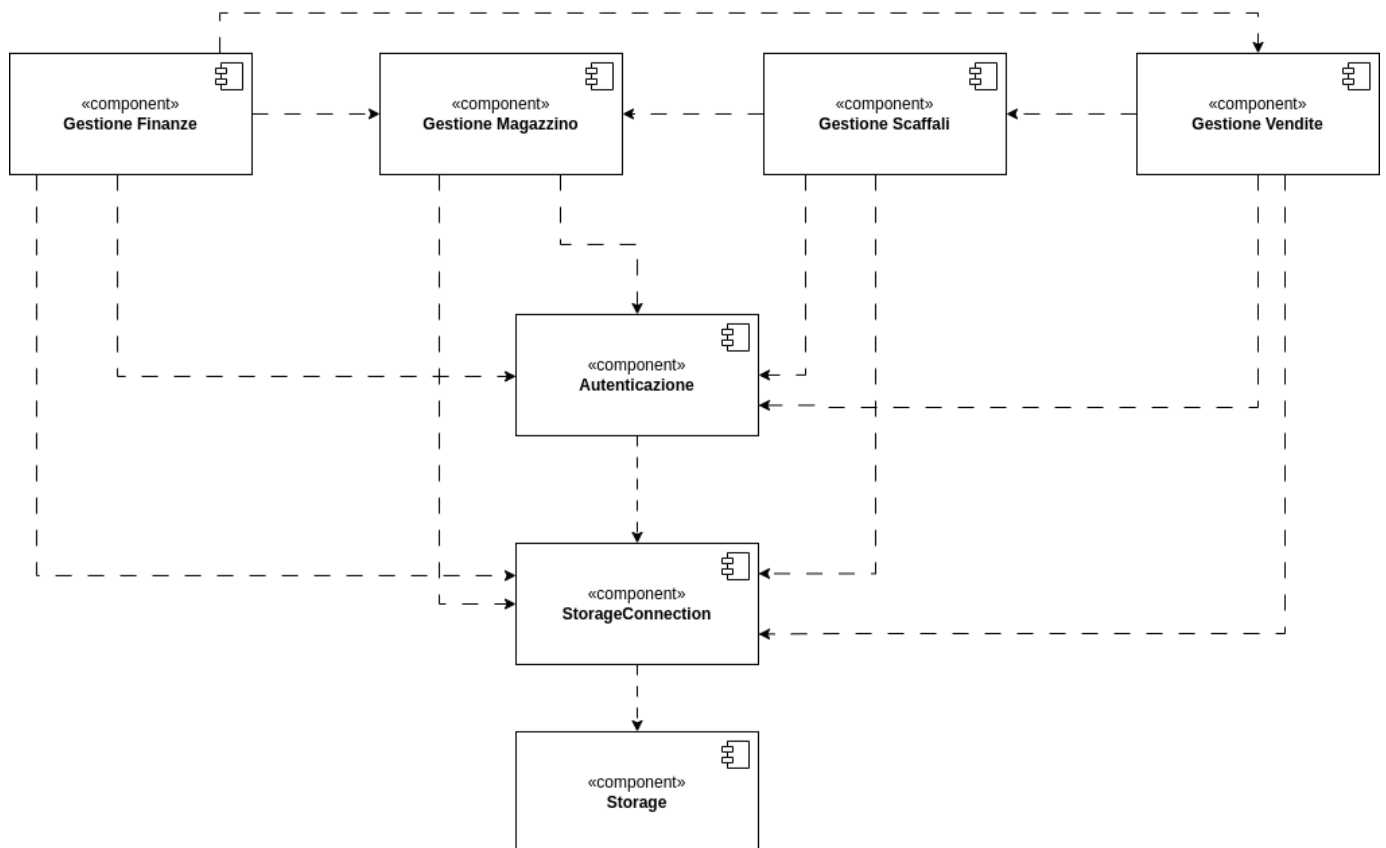 «component»
Gestione Finanze
«component»
Gestione Magazzino
«component»
Gestione Scaffali
«component»
Gestione Vendite
«component»
Autenticazione
«component»
StorageConnection
«component»
Storage